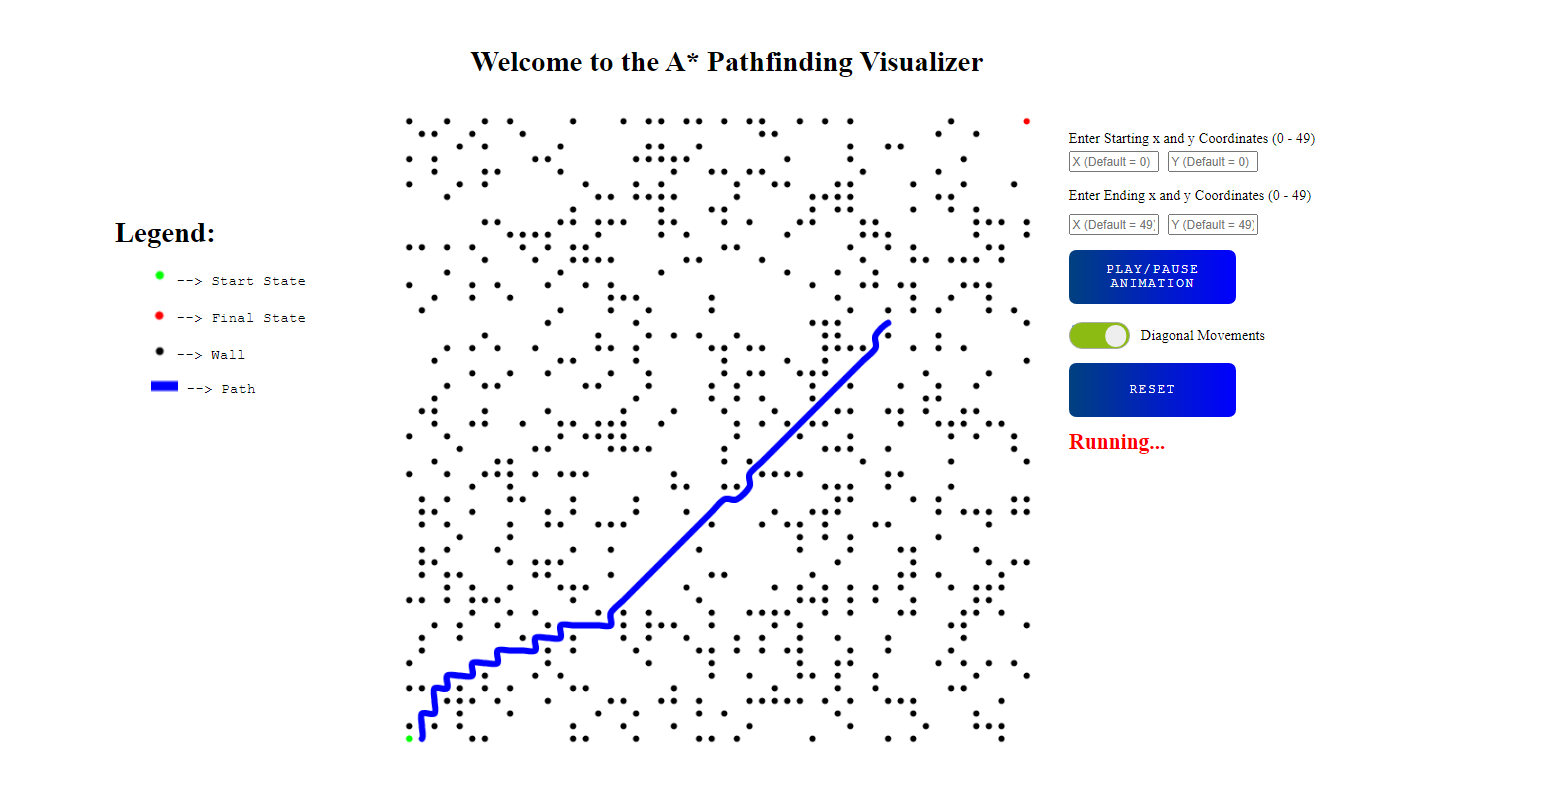 Welcome to the A* Pathfinding Visualizer
Legend:
--> Start State
--> Final State
--> Wall
--> Path
Enter Starting x and y Coordinates (0 - 49)
X (Default = 0) Y (Default = 0)
Enter Ending x and y Coordinates (0 - 49)
X (Default = 49) Y (Default = 49)
PLAY/PAUSE
ANIMATION
Diagonal Movements
RESET
Running...